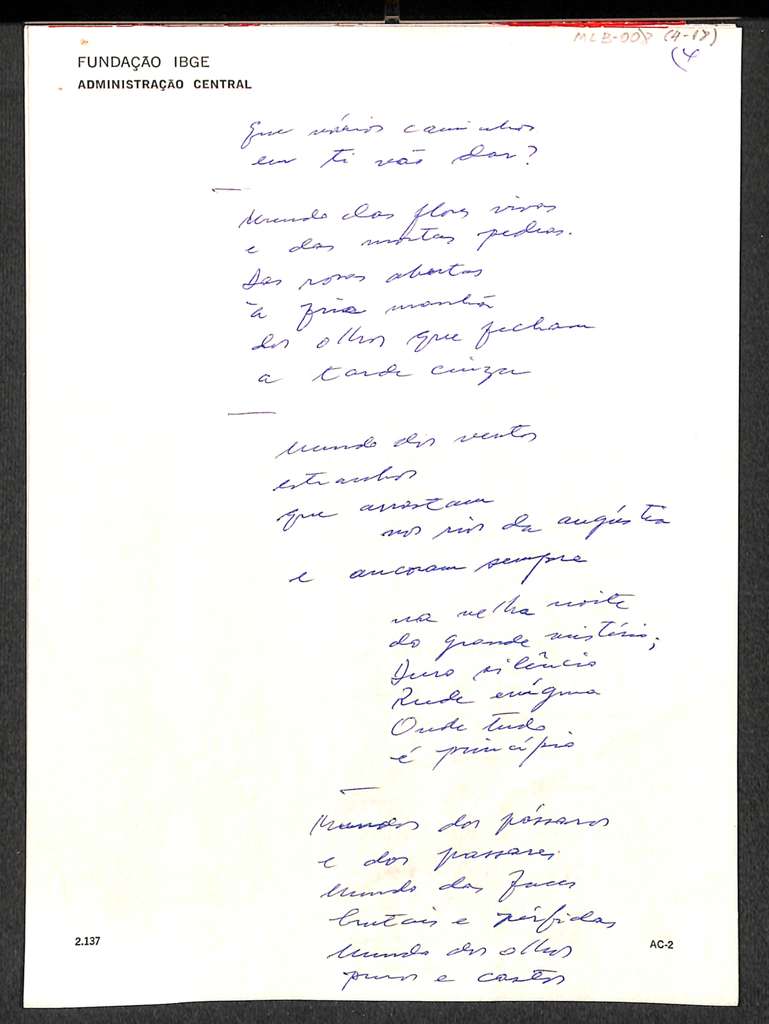 MLB-008 (4-17)
(4
FUNDAÇÃO IBGE
ADMINISTRAÇÃO CENTRAL
Que vários caminhos
em ti vão dar?
Mundo das flores vivas
e das mortas pedras.
Das rosas abertas
à fria manhã
dos olhos que fecham
a tarde cinza
Mundo dos ventos
estranhos
que arrastam
nos rios da angústia
e ancoram sempre
na velha noite
do grande mistério;
Duro silêncio
Rude enigma
Onde tudo
é princípio
Mundos dos pássaros
e dos
Mundo das faces
brutais e pérfidas
Mundo dos olhos
puros e castos
2.137
AC-2